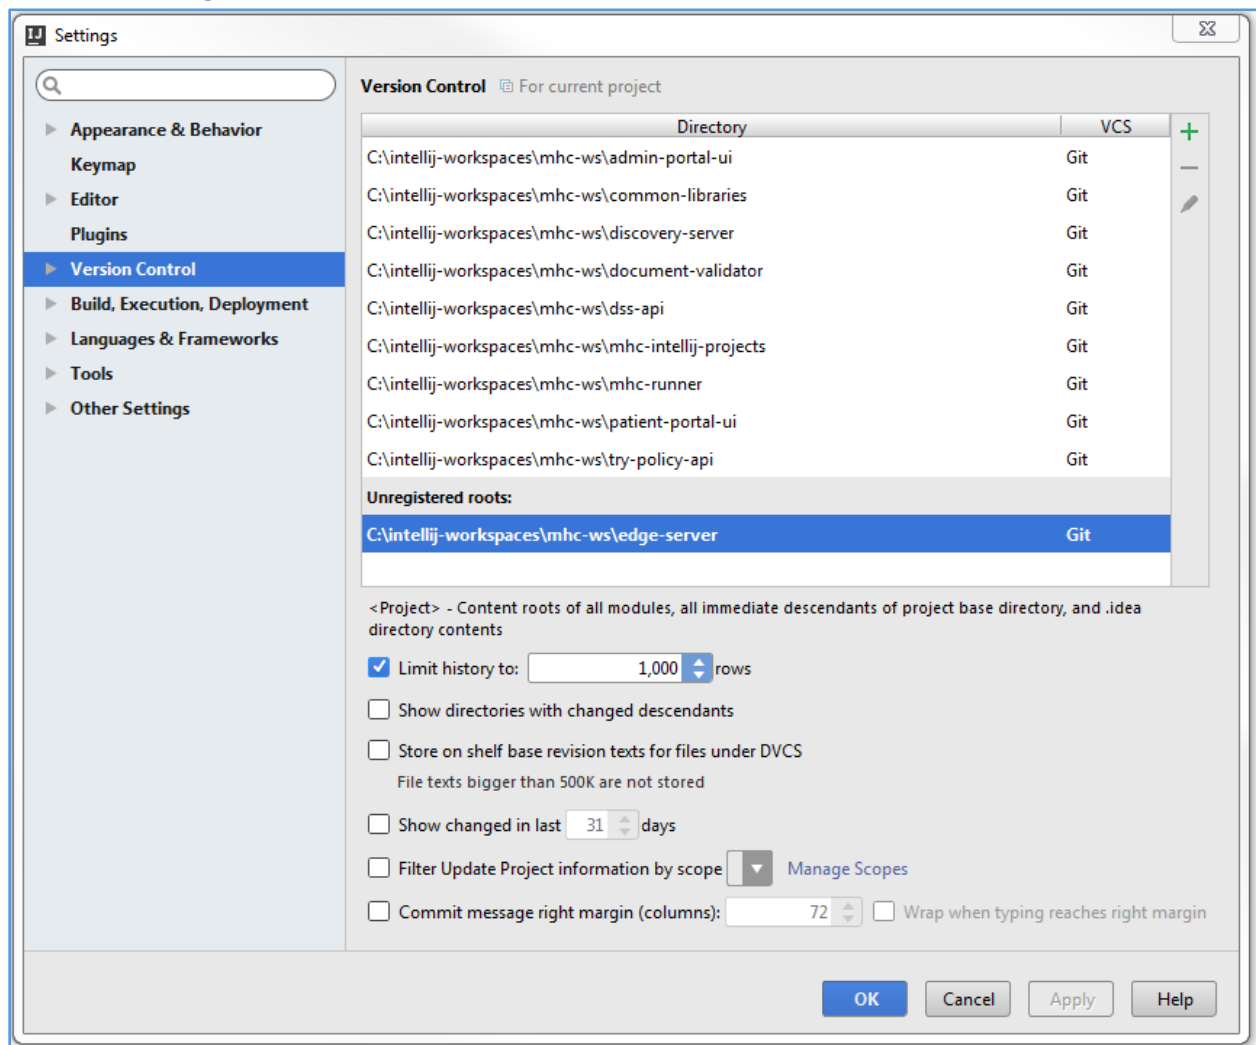 IJ Settings
Version Control For current project
Appearance & Behavior
Keymap
Editor
Plugins
Version Control
Build, Execution, Deployment
Languages & Frameworks
Tools
Other Settings
Directory VCS
C:\intellij-workspaces\mhc-ws\admin-portal-ui Git
C:\intellij-workspaces\mhc-ws\common-libraries Git
C:\intellij-workspaces\mhc-ws\discovery-server Git
C:\intellij-workspaces\mhc-ws\document-validator Git
C:\intellij-workspaces\mhc-ws\dss-api Git
C:\intellij-workspaces\mhc-ws\mhc-intellij-projects Git
C:\intellij-workspaces\mhc-ws\mhc-runner Git
C:\intellij-workspaces\mhc-ws\patient-portal-ui Git
C:\intellij-workspaces\mhc-ws\try-policy-api Git
Unregistered roots:
C:\intellij-workspaces\mhc-ws\edge-server Git
<Project> - Content roots of all modules, all immediate descendants of project base directory, and .idea
directory contents
Limit history to: 1,000 rows
Show directories with changed descendants
Store on shelf base revision texts for files under DVCS
File texts bigger than 500K are not stored
Show changed in last 31 days
Filter Update Project information by scope Manage Scopes
Commit message right margin (columns): 72 Wrap when typing reaches right margin
OK Cancel Apply Help